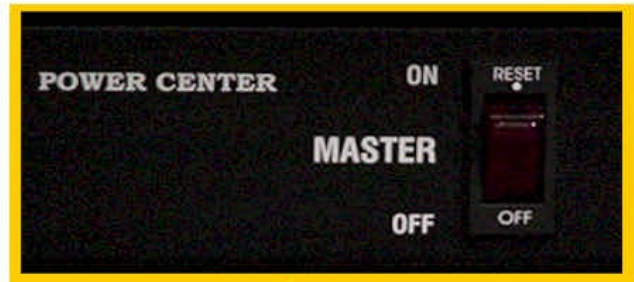 POWER CENTER
ON
MASTER
OFF
RESET
OFF